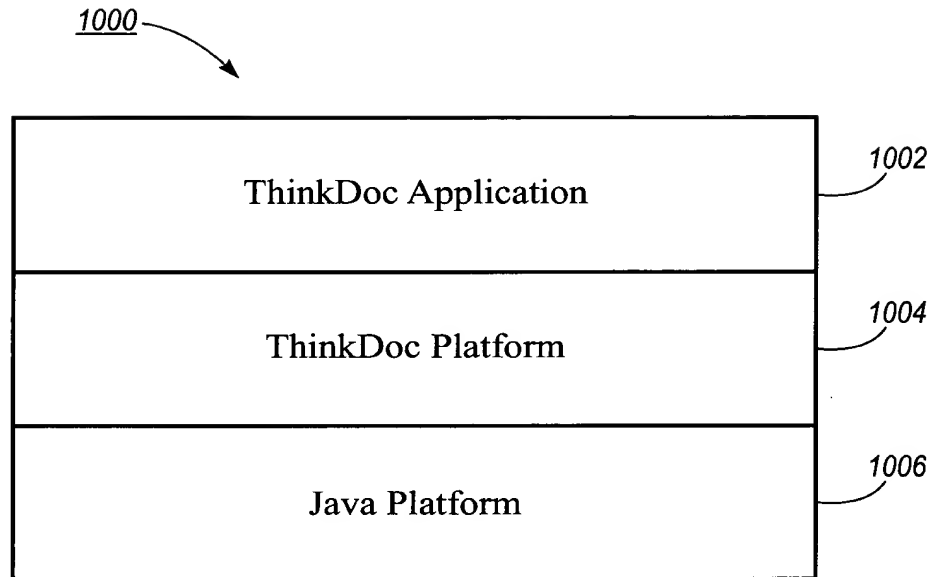 1000
ThinkDoc Application
1002
ThinkDoc Platform
1004
Java Platform
1006